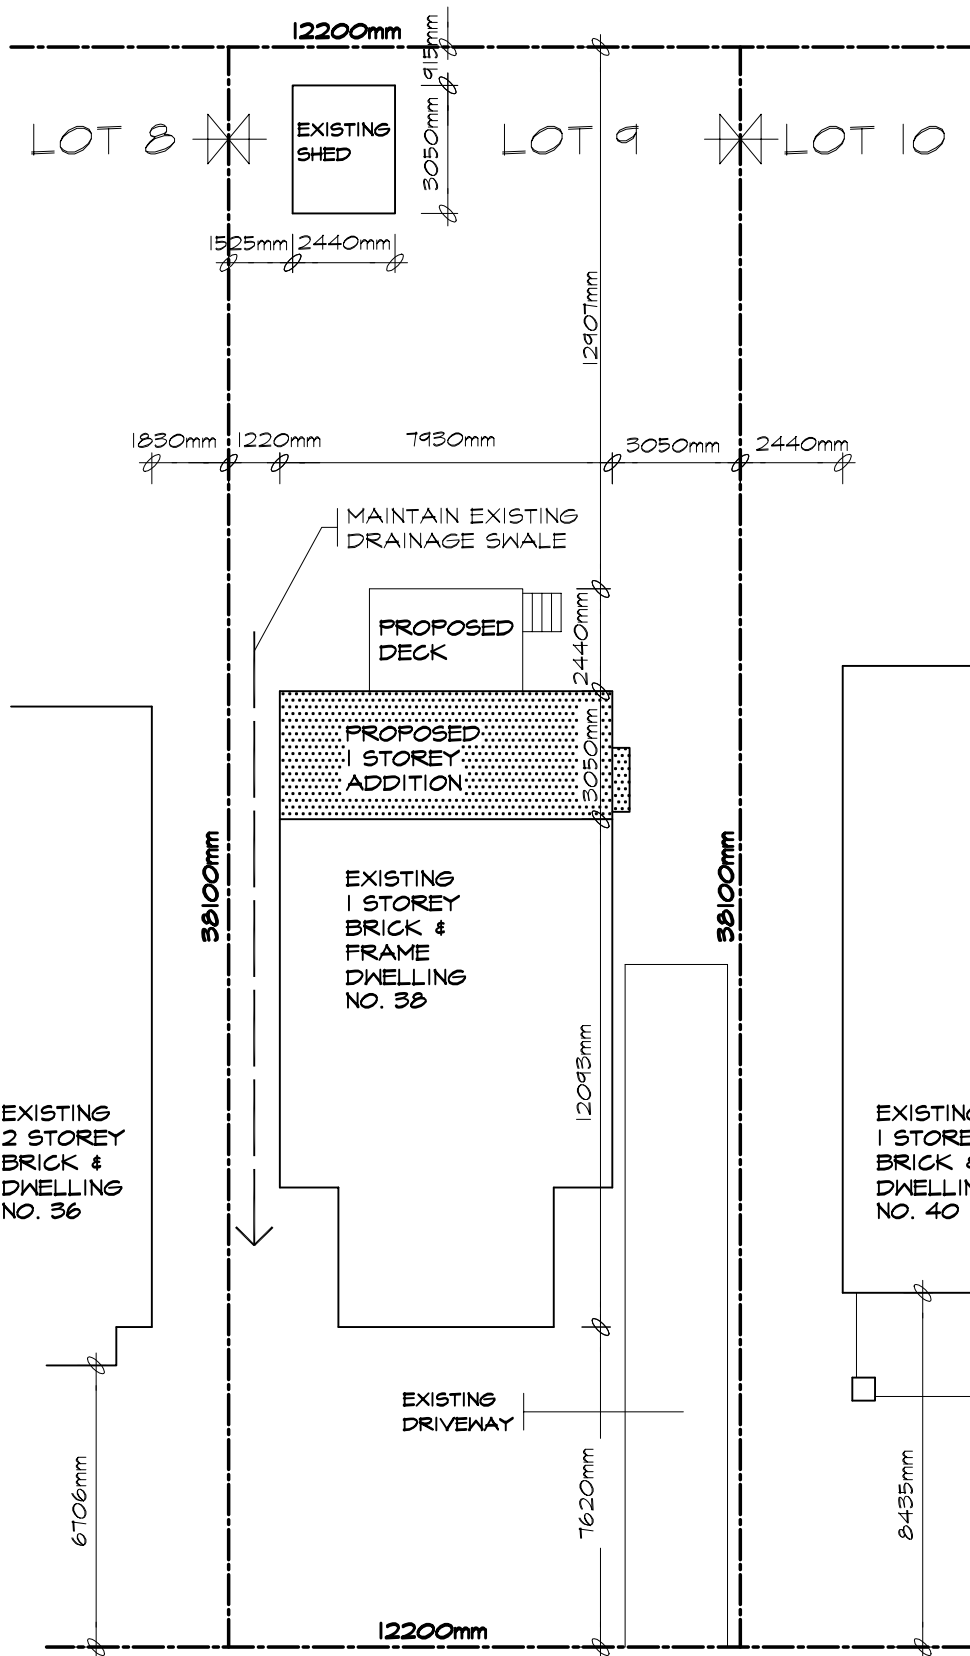 12200mm
915mm
LOT 8
EXISTING
SHED
3050mm
LOT 9
LOT 10
1525mm
2440mm
12907mm
1830mm
1220mm
7930mm
3050mm
2440mm
MAINTAIN EXISTING
DRAINAGE SWALE
PROPOSED
DECK
2440mm
PROPOSED
1 STOREY
ADDITION
3050mm
38100mm
38100mm
EXISTING
1 STOREY
BRICK &
FRAME
DWELLING
NO. 38
12093mm
EXISTING
2 STOREY
BRICK &
DWELLING
NO. 36
EXISTING
1 STORE
BRICK &
DWELLIN
NO. 40
EXISTING
DRIVEWAY
6706mm
7620mm
8435mm
12200mm